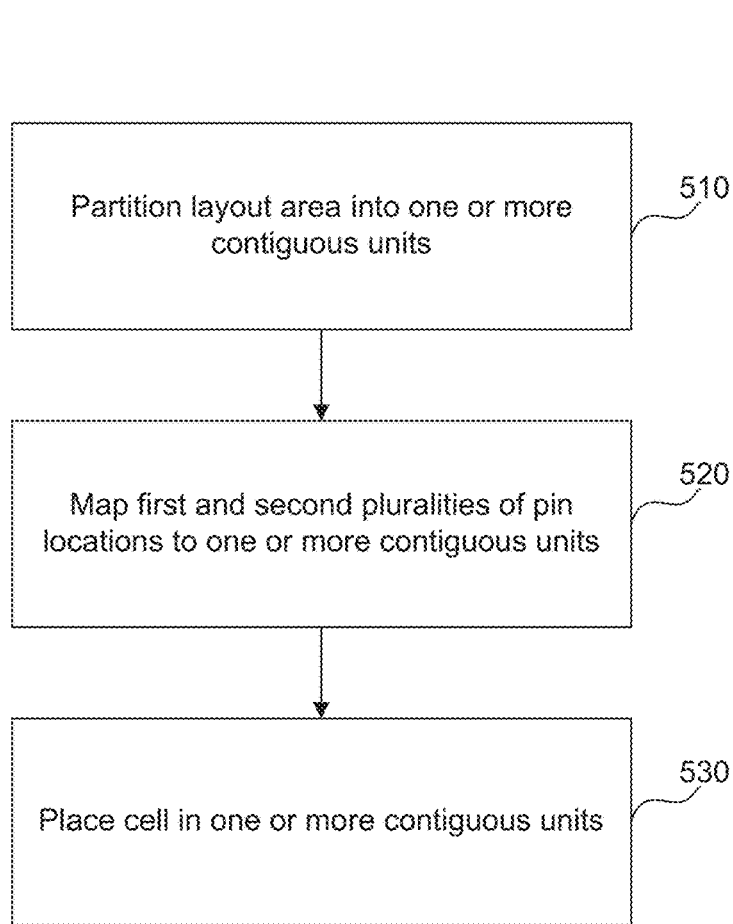 Partition layout area into one or more
contiguous units
510
Map first and second pluralities of pin
locations to one or more contiguous units
520
Place cell in one or more contiguous units
530